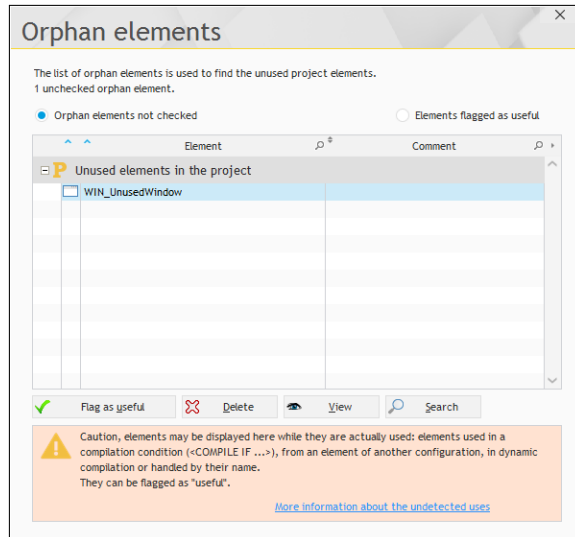 Orphan elements
The list of orphan elements is used to find the unused project elements.
1 unchecked orphan element.
Orphan elements not checked
Elements flagged as useful
Element
Comment
P Unused elements in the project
WIN_UnusedWindow
Flag as useful
Delete
View
Search
Caution, elements may be displayed here while they are actually used: elements used in a
compilation condition (<COMPILE IF ...>), from an element of another configuration, in dynamic
compilation or handled by their name.
They can be flagged as "useful".
More information about the undetected uses